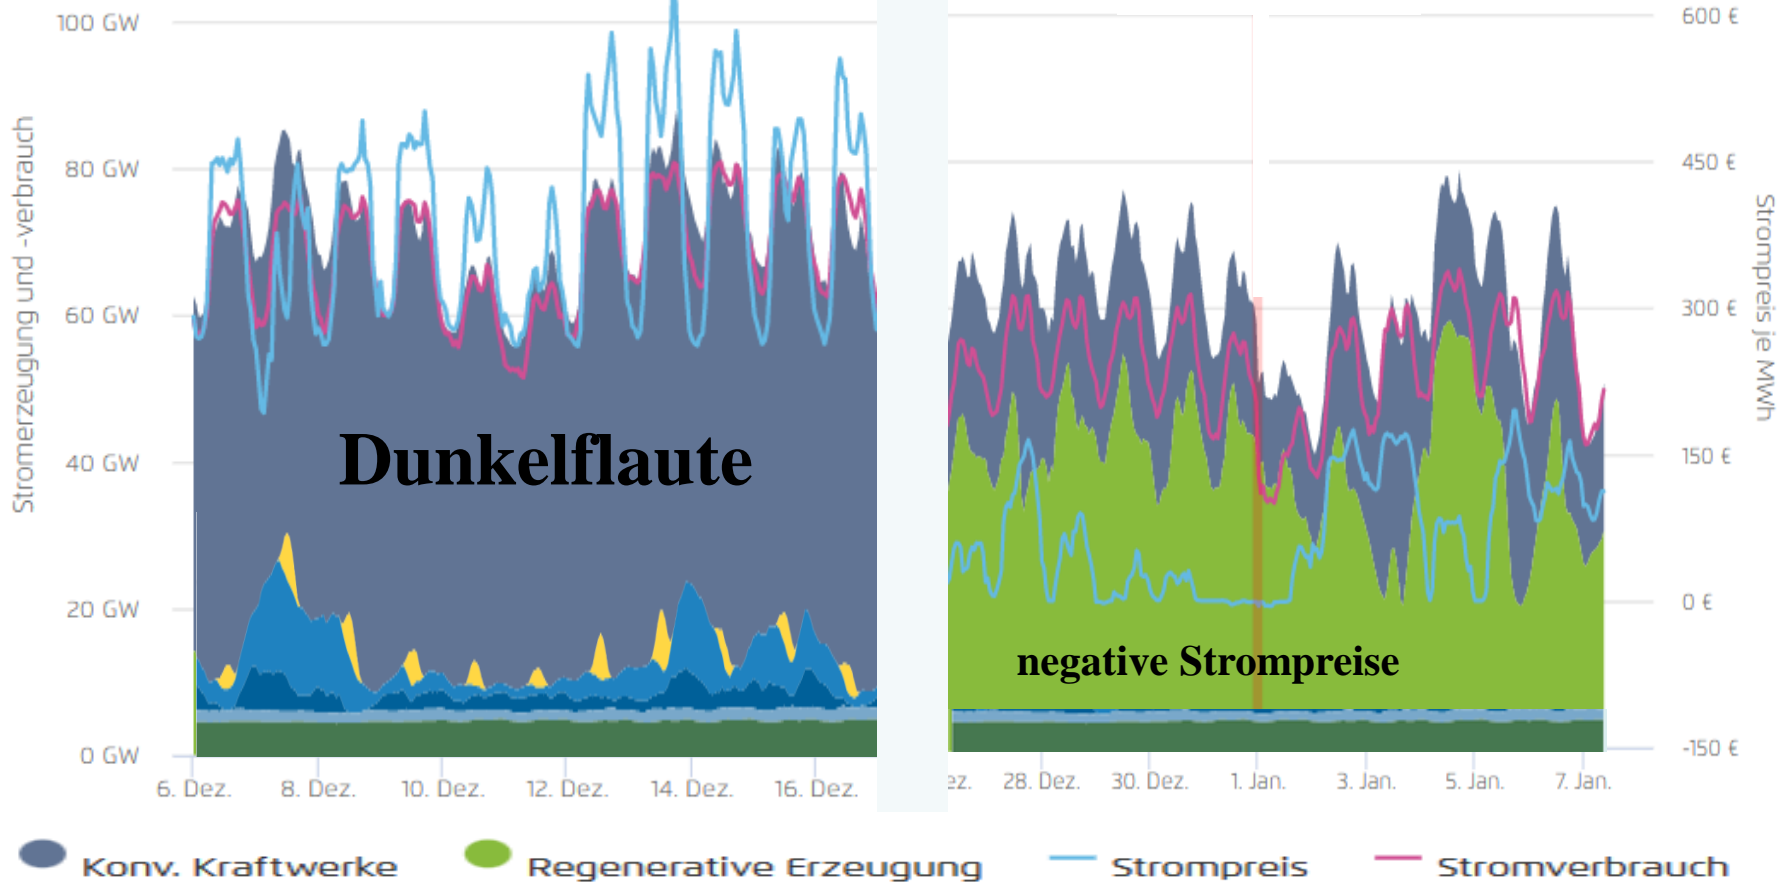 100 GW
80 GW
60 GW
40 GW
20 GW
0 GW
Stromerzeugung und -verbrauch
Dunkelflaute
6. Dez.
8. Dez.
10. Dez.
12. Dez.
14. Dez.
16. Dez.
600 €
450 €
300 €
150 €
0 €
-150 €
Strompreis je MWh
negative Strompreise
ez.
28. Dez.
30. Dez.
1. Jan.
3. Jan.
5. Jan.
7. Jan.
Konv. Kraftwerke
Regenerative Erzeugung
Strompreis
Stromverbrauch